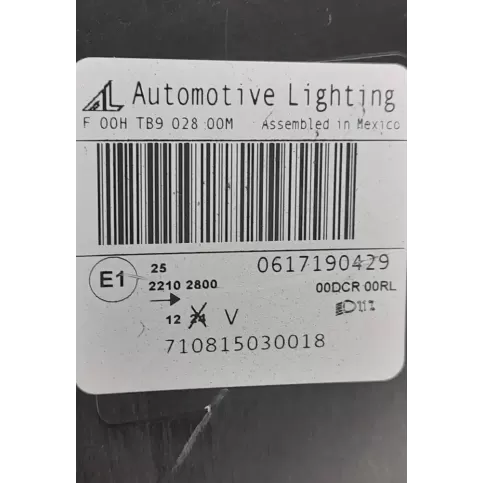 AL Automotive Lighting
F 00H TB9 028 00M Assembled in Mexico
E1 25 0617190429
2210 2800 00DCR 00RL
12 24 V
710815030018